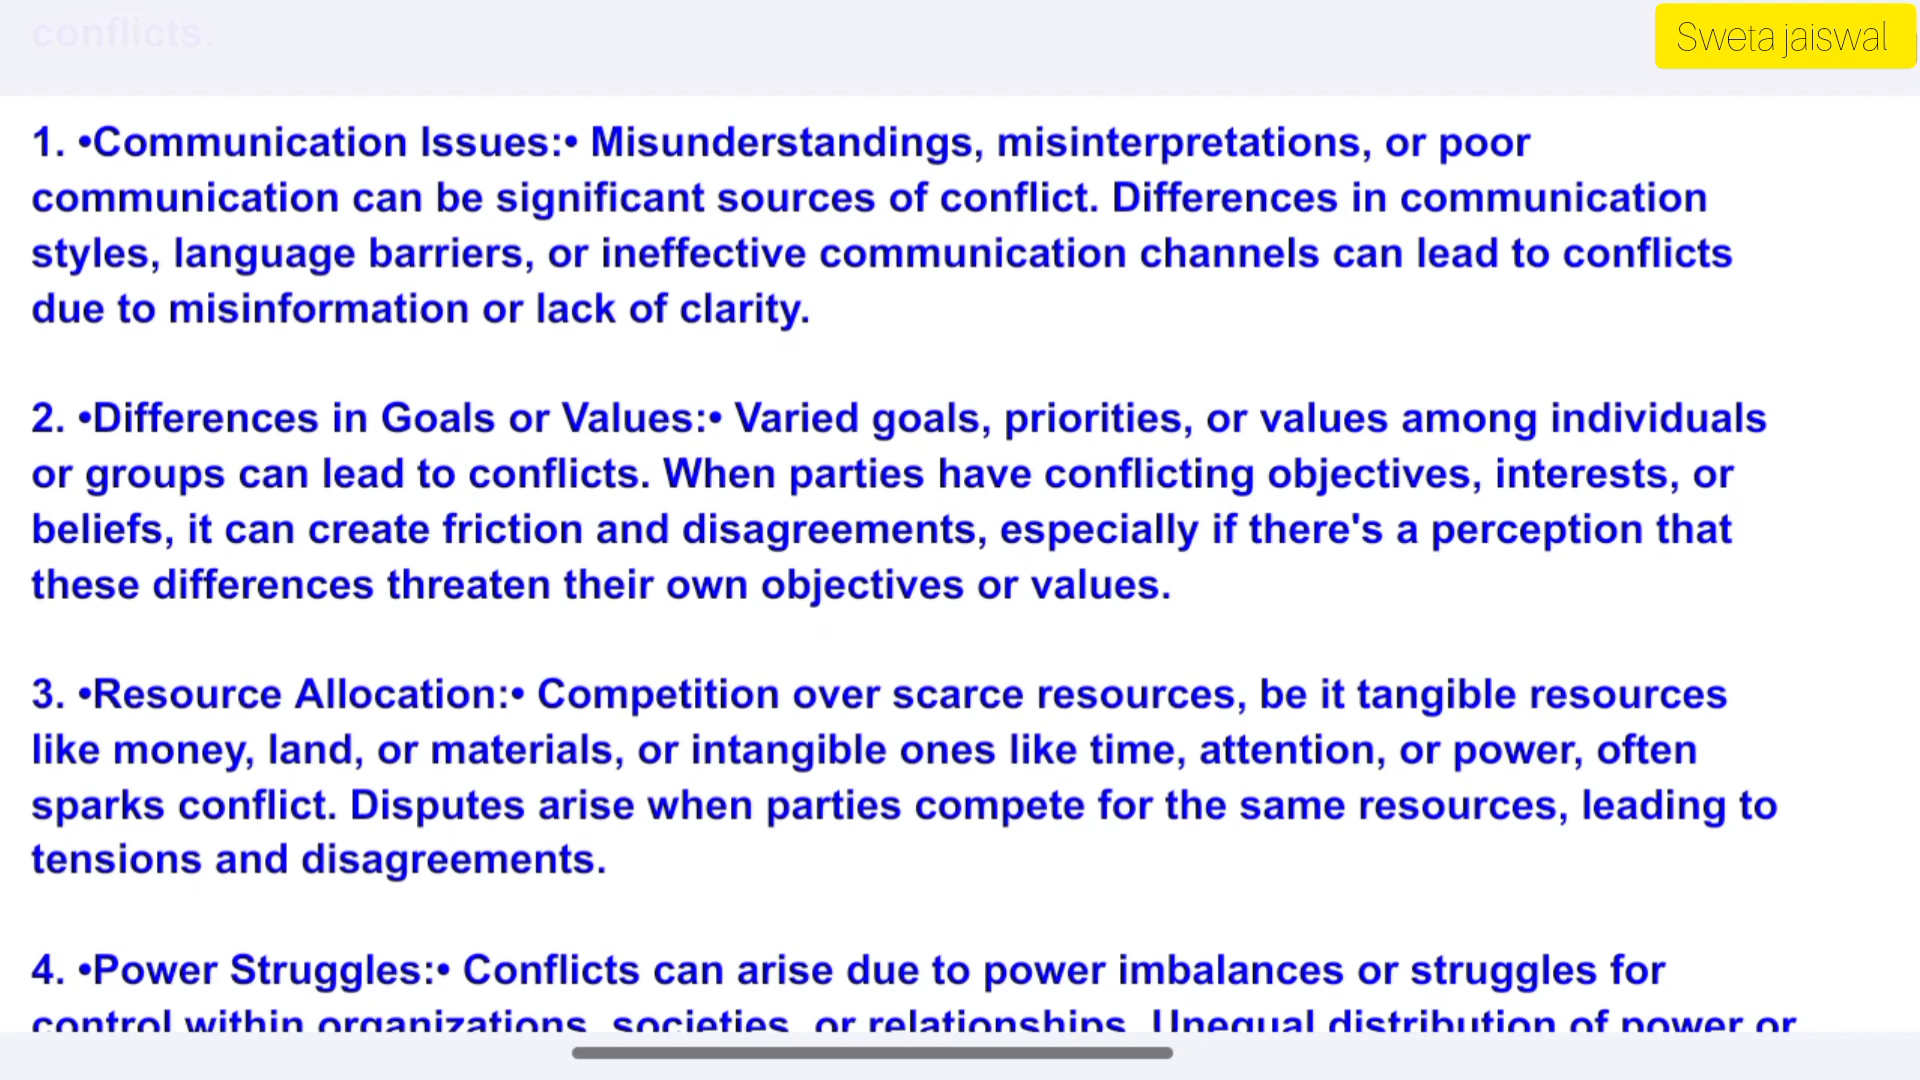 conflicts.
Sweta jaiswal
1. •Communication Issues:• Misunderstandings, misinterpretations, or poor
communication can be significant sources of conflict. Differences in communication
styles, language barriers, or ineffective communication channels can lead to conflicts
due to misinformation or lack of clarity.
2. •Differences in Goals or Values:• Varied goals, priorities, or values among individuals
or groups can lead to conflicts. When parties have conflicting objectives, interests, or
beliefs, it can create friction and disagreements, especially if there's a perception that
these differences threaten their own objectives or values.
3. •Resource Allocation:• Competition over scarce resources, be it tangible resources
like money, land, or materials, or intangible ones like time, attention, or power, often
sparks conflict. Disputes arise when parties compete for the same resources, leading to
tensions and disagreements.
4. •Power Struggles:• Conflicts can arise due to power imbalances or struggles for
control within organizations, societies, or relationships. Unequal distribution of power or